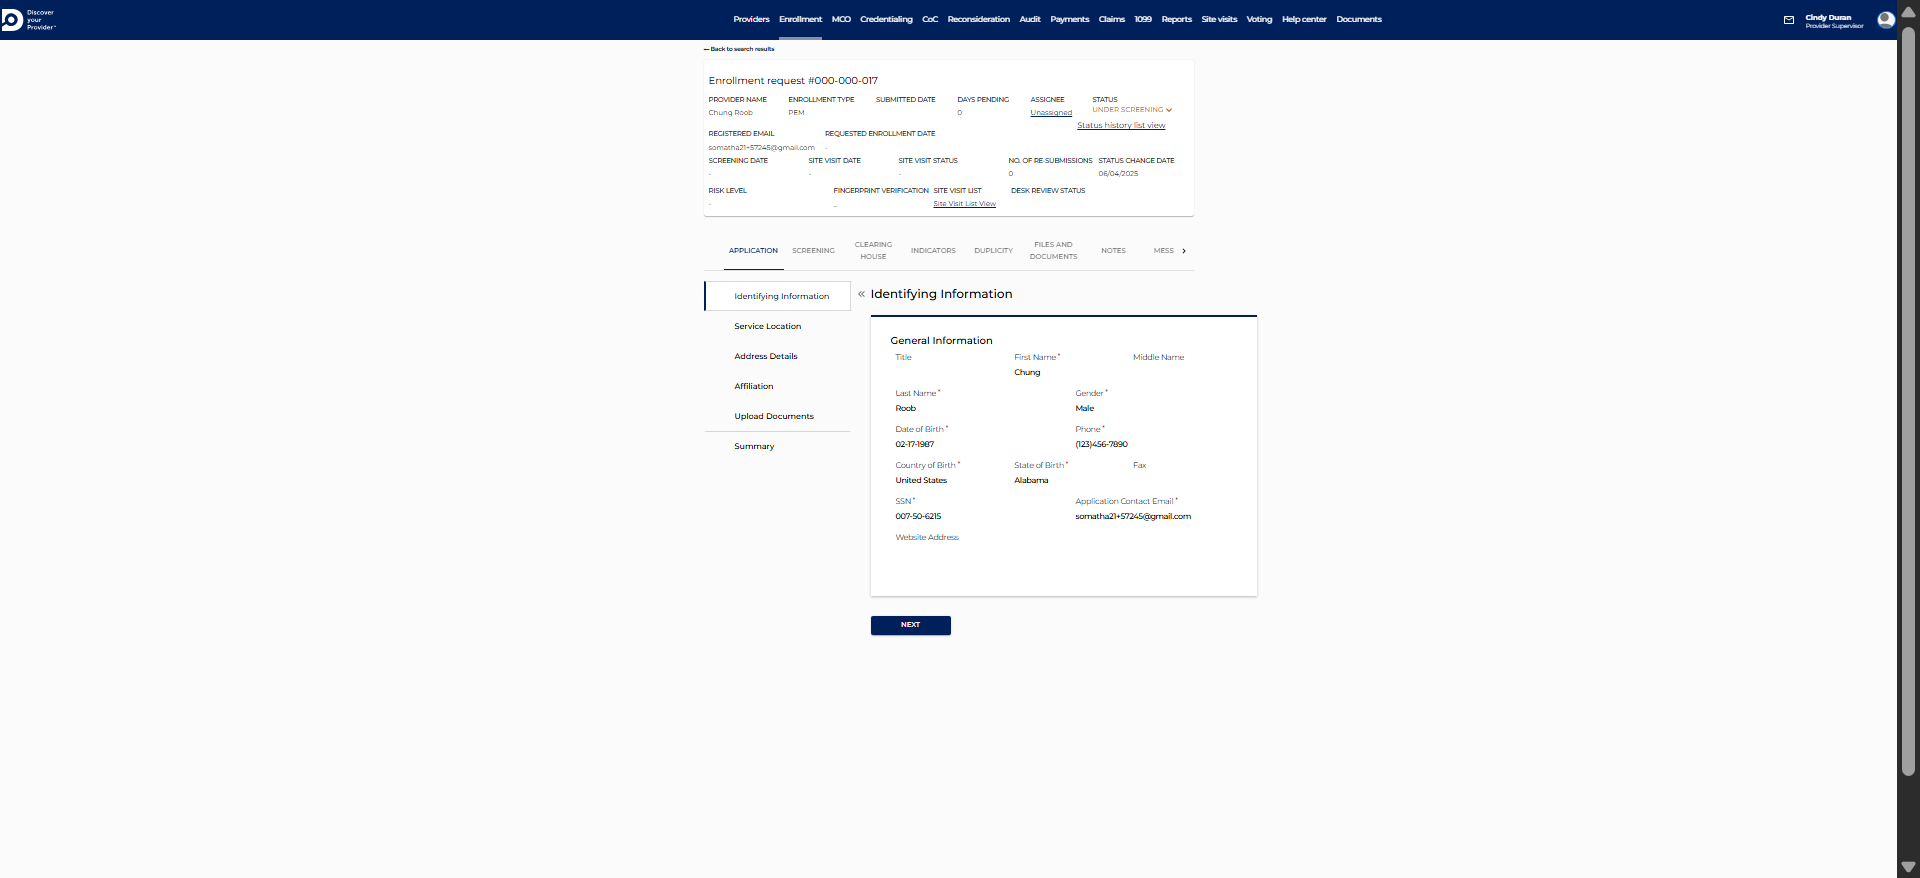 Discover
your
Provider
Providers Enrollment MCO Credentialing CoC Reconsideration Audit Payments Claims 1099 Reports Site visits Voting Help center Documents
Cindy Duran
Provider Supervisor
Back to search results
Enrollment request #000-000-017
PROVIDER NAME ENROLLMENT TYPE SUBMITTED DATE DAYS PENDING ASSIGNEE STATUS
Chung Roob PEM 0 Unassigned UNDER SCREENING
Status history list view
REGISTERED EMAIL REQUESTED ENROLLMENT DATE
somatha21+57245@gmail.com -
SCREENING DATE SITE VISIT DATE SITE VISIT STATUS NO. OF RE-SUBMISSIONS STATUS CHANGE DATE
- - - 0 06/04/2025
RISK LEVEL FINGERPRINT VERIFICATION SITE VISIT LIST DESK REVIEW STATUS
- _ Site Visit List View
APPLICATION SCREENING CLEARING HOUSE INDICATORS DUPLICITY FILES AND DOCUMENTS NOTES MESS
Identifying Information
Service Location
Address Details
Affiliation
Upload Documents
Summary
« Identifying Information
General Information
Title First Name* Middle Name
Chung
Last Name* Gender*
Roob Male
Date of Birth* Phone*
02-17-1987 (123)456-7890
Country of Birth* State of Birth* Fax
United States Alabama
SSN* Application Contact Email*
007-50-6215 somatha21+57245@gmail.com
Website Address
NEXT